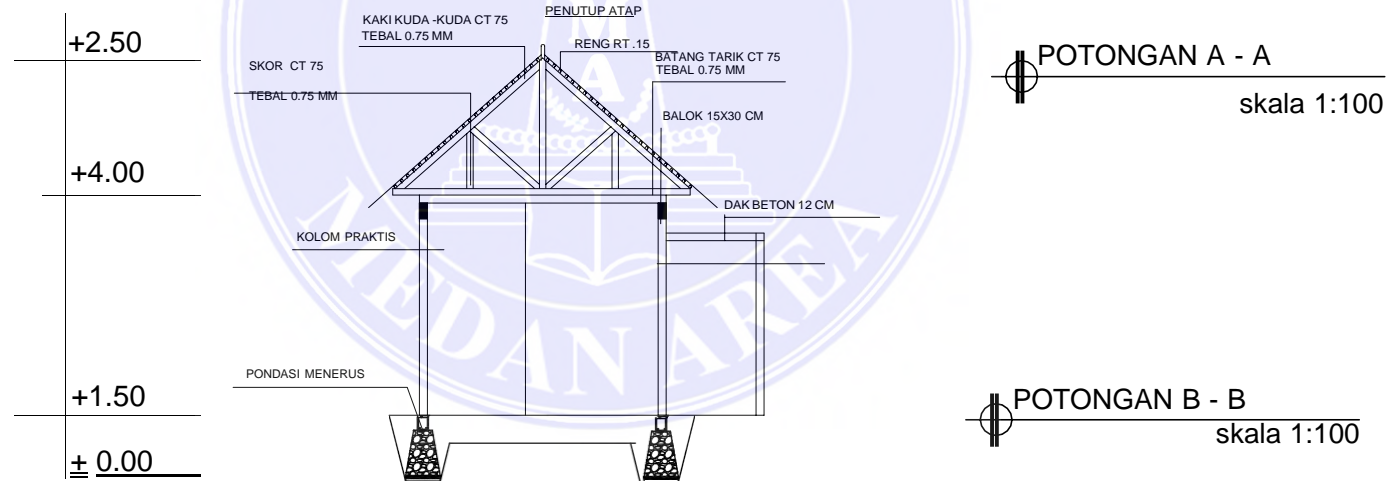 PENUTUP ATAP
KAKI KUDA -KUDA CT 75
TEBAL 0.75 MM
+2.50
RENG RT .15
BATANG TARIK CT 75
TEBAL 0.75 MM
POTONGAN A - A
skala 1:100
SKOR CT 75
TEBAL 0.75 MM
M
A
BALOK 15X30 CM
+4.00
DAK BETON 12 CM
KOLOM PRAKTIS
MEDAN AREA
PONDASI MENERUS
+1.50
POTONGAN B - B
skala 1:100
± 0.00